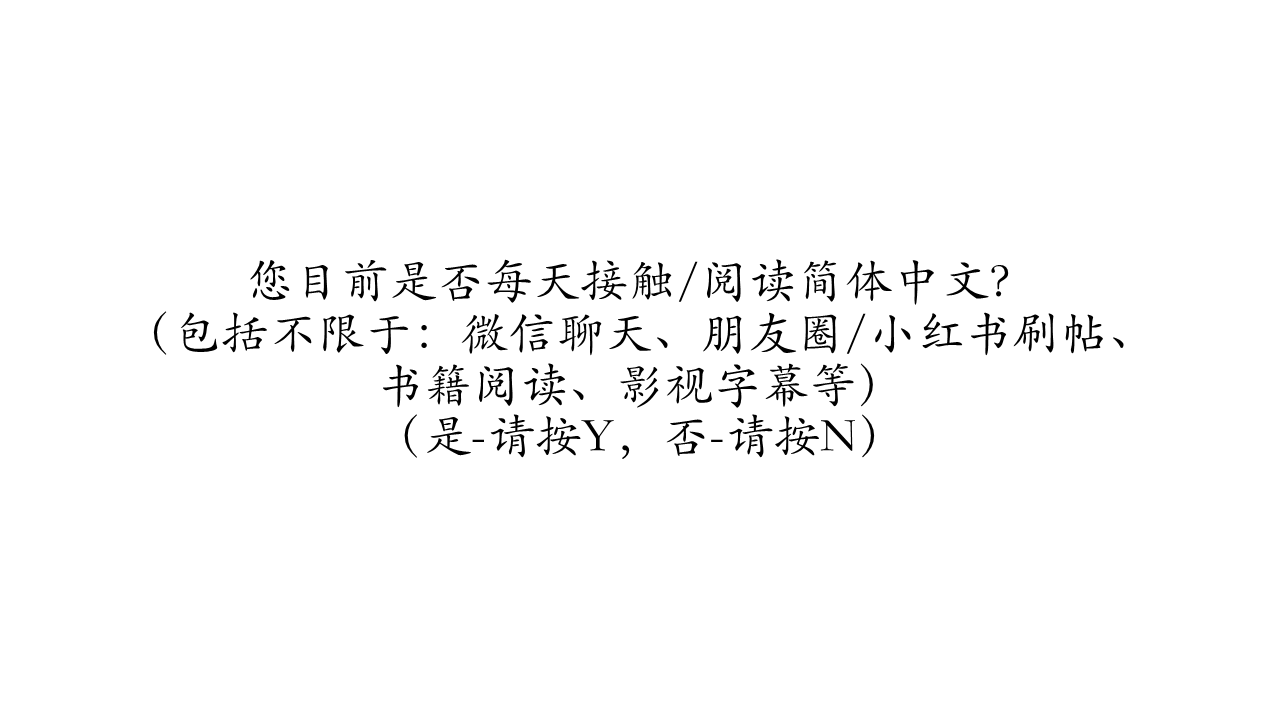 您目前是否每天接触/阅读简体中文？
（包括不限于：微信聊天、朋友圈/小红书刷帖、
书籍阅读、影视字幕等）
（是-请按Y，否-请按N）